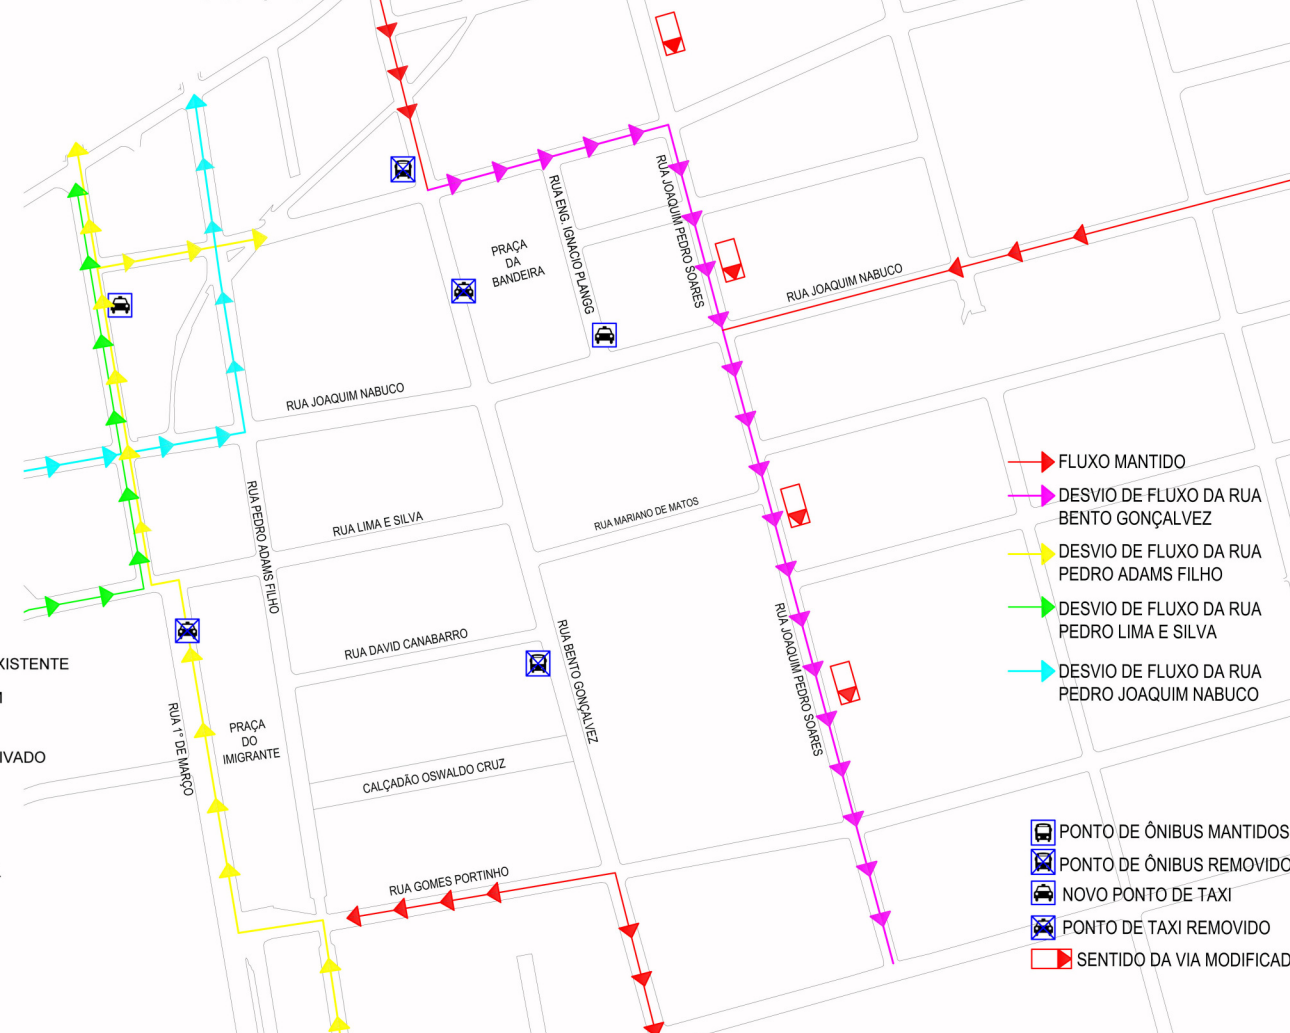 PRAÇA
DA
BANDEIRA
RUA ENG. IGNACIO PLANGG
RUA JOAQUIM PEDRO SOARES
RUA JOAQUIM NABUCO
RUA JOAQUIM NABUCO
RUA PEDRO ADAMS FILHO
RUA LIMA E SILVA
RUA MARIANO DE MATOS
RUA DAVID CANABARRO
RUA BENTO GONÇALVEZ
RUA JOAQUIM PEDRO SOARES
XISTENTE
M
IVADO
RUA 1° DE MARÇO
PRAÇA
DO
IMIGRANTE
CALÇADÃO OSWALDO CRUZ
RUA GOMES PORTINHO
FLUXO MANTIDO
DESVIO DE FLUXO DA RUA
BENTO GONÇALVEZ
DESVIO DE FLUXO DA RUA
PEDRO ADAMS FILHO
DESVIO DE FLUXO DA RUA
PEDRO LIMA E SILVA
DESVIO DE FLUXO DA RUA
PEDRO JOAQUIM NABUCO
PONTO DE ÔNIBUS MANTIDOS
PONTO DE ÔNIBUS REMOVIDO
NOVO PONTO DE TAXI
PONTO DE TAXI REMOVIDO
SENTIDO DA VIA MODIFICAD